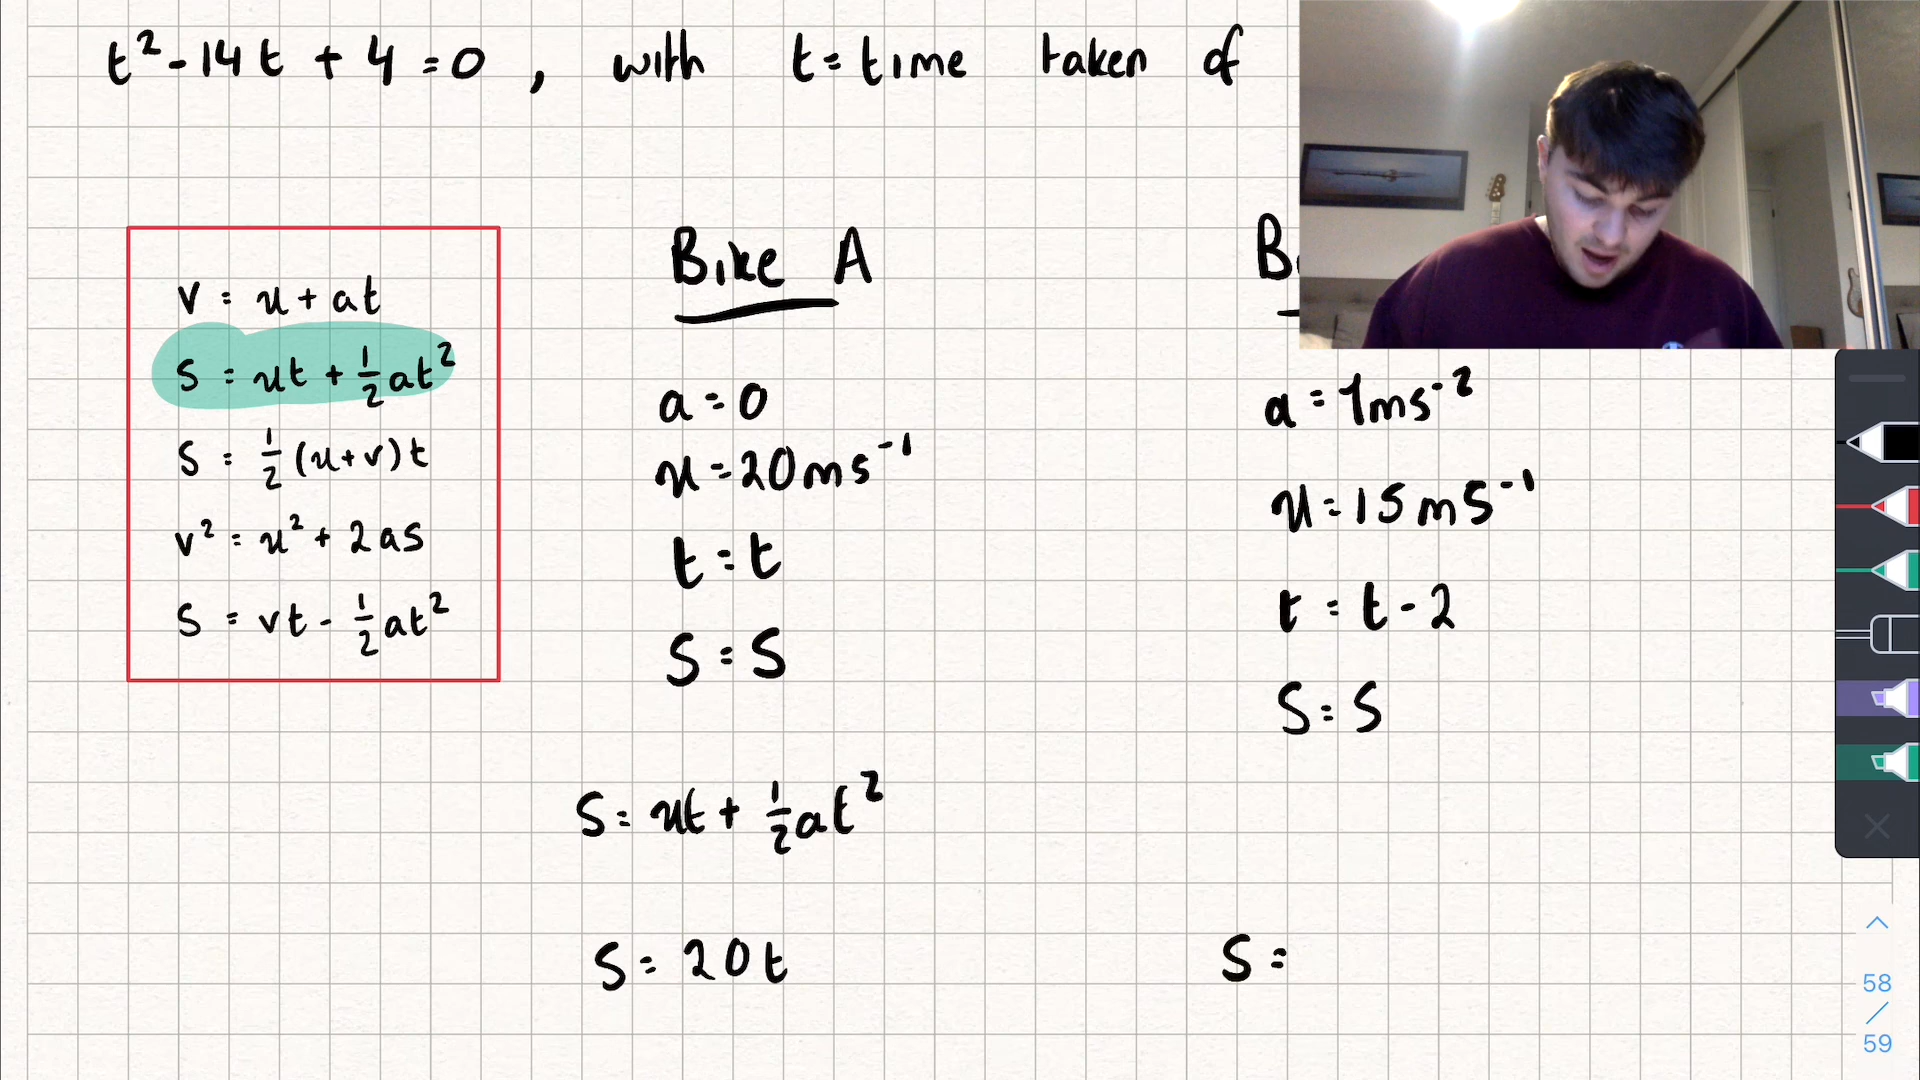 t² - 14t + 4 = 0 , with t = time taken of
v = u + at
s = ut + ½at²
s = ½(u+v)t
v² = u² + 2as
s = vt - ½at²
Bike A
a = 0
u = 20ms⁻¹
t = t
s = s
s = ut + ½at²
s = 20t
a = 1ms⁻²
u = 15ms⁻¹
t = t - 2
s = s
s =
58
/
59